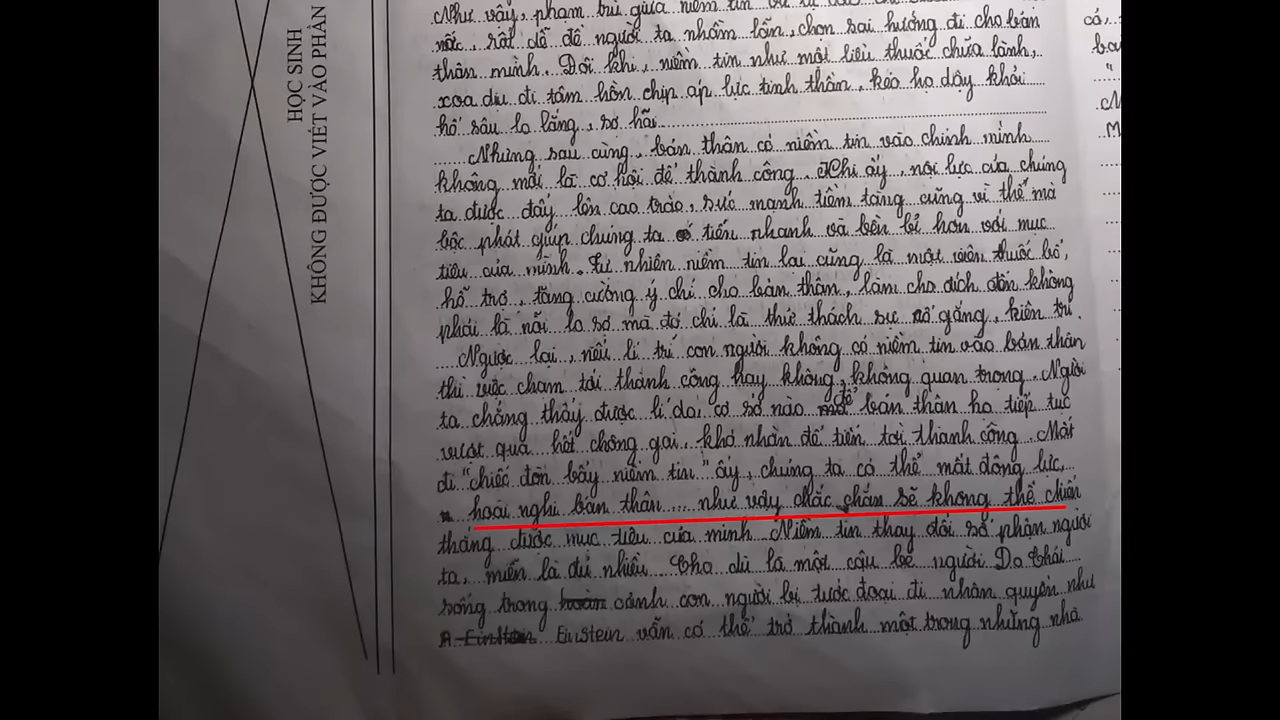 HỌC SINH
KHÔNG ĐƯỢC VIẾT VÀO PHẦN
Như vậy, phạm trù giữa niềm tin
rất dễ để người ta nhầm lẫn, chọn sai hướng đi cho bản
thân mình. Đôi khi, niềm tin như một liều thuốc chữa lành,
xoa dịu đi tâm hồn chịp áp lực tinh thần, kéo họ dậy khỏi
hố sâu lo lắng, sợ hãi
Nhưng sau cùng, bản thân có niềm tin vào chính mình
không mới là cơ hội để thành công. Khi ấy, nội lực của chúng
ta được đẩy lên cao trào, sức mạnh tiềm tàng cũng vì thế mà
bộc phát giúp chúng ta tiến nhanh và bền bỉ hơn với mục
tiêu của mình. Tự nhiên niềm tin lại cũng là một viên thuốc bổ,
hỗ trợ, tăng cường ý chí cho bản thân, làm cho đích đến không
phải là nỗi lo sợ mà đó chỉ là thử thách sự cố gắng, kiên trì.
Ngược lại, nếu lí trí con người không có niềm tin vào bản thân
thì việc chạm tới thành công hay không, không quan trọng. Người
ta chẳng thấy được lí do, cơ sở nào để bản thân họ tiếp tục
vượt qua hết chông gai, khó nhằn để tiến tới thành công. Mất
đi "chiếc đòn bẩy niềm tin" ấy, chúng ta có thể mất động lực,
hoài nghi bản thân... như vậy chắc chắn sẽ không thể chiến
thắng được mục tiêu của mình. Niềm tin thay đổi số phận người
ta, miễn là đủ nhiều. Cho dù là một cậu bé người Do Thái
sống trong cảnh con người bị tước đoạt đi nhân quyền như
Einstein vẫn có thể trở thành một trong những nhà